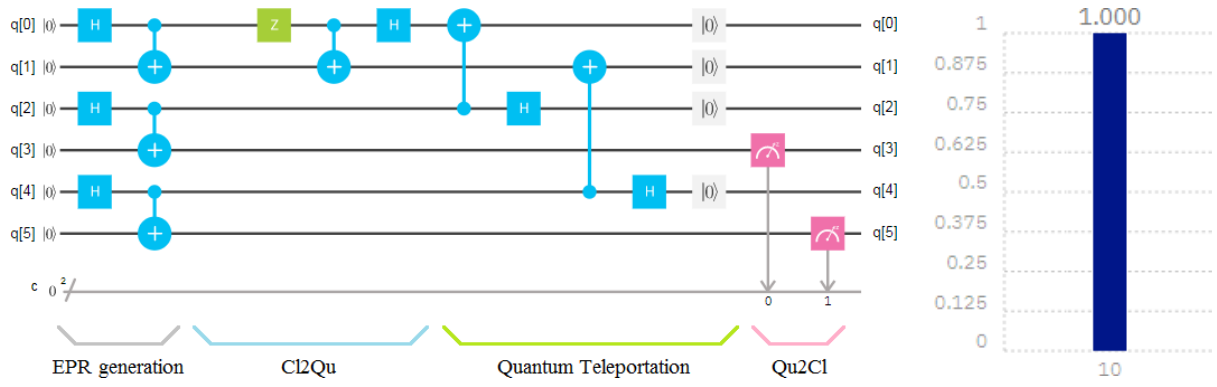 q[0] |0⟩ H Z H |0⟩ q[0]
q[1] |0⟩ |0⟩ q[1]
q[2] |0⟩ H H |0⟩ q[2]
q[3] |0⟩ q[3]
q[4] |0⟩ H H |0⟩ q[4]
q[5] |0⟩ q[5]
c 0 2
0 1
EPR generation Cl2Qu Quantum Teleportation Qu2Cl
1.000
1
0.875
0.75
0.625
0.5
0.375
0.25
0.125
0
10